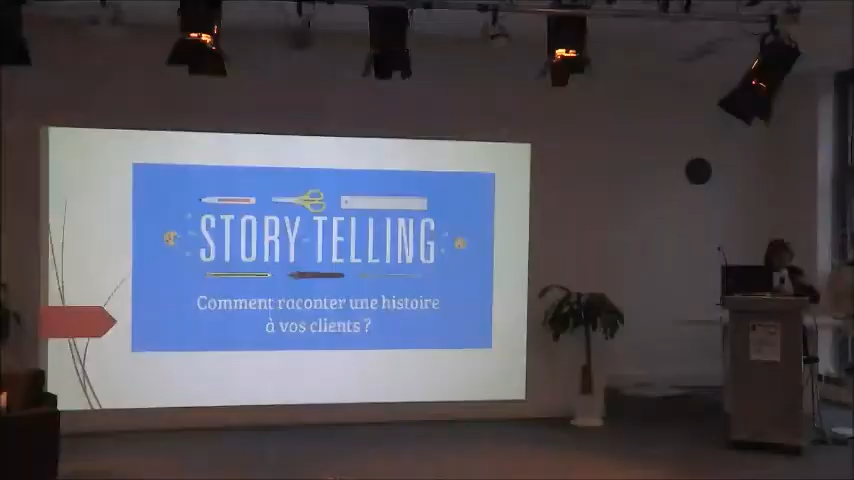 STORY TELLING
Comment raconter une histoire
à vos clients ?